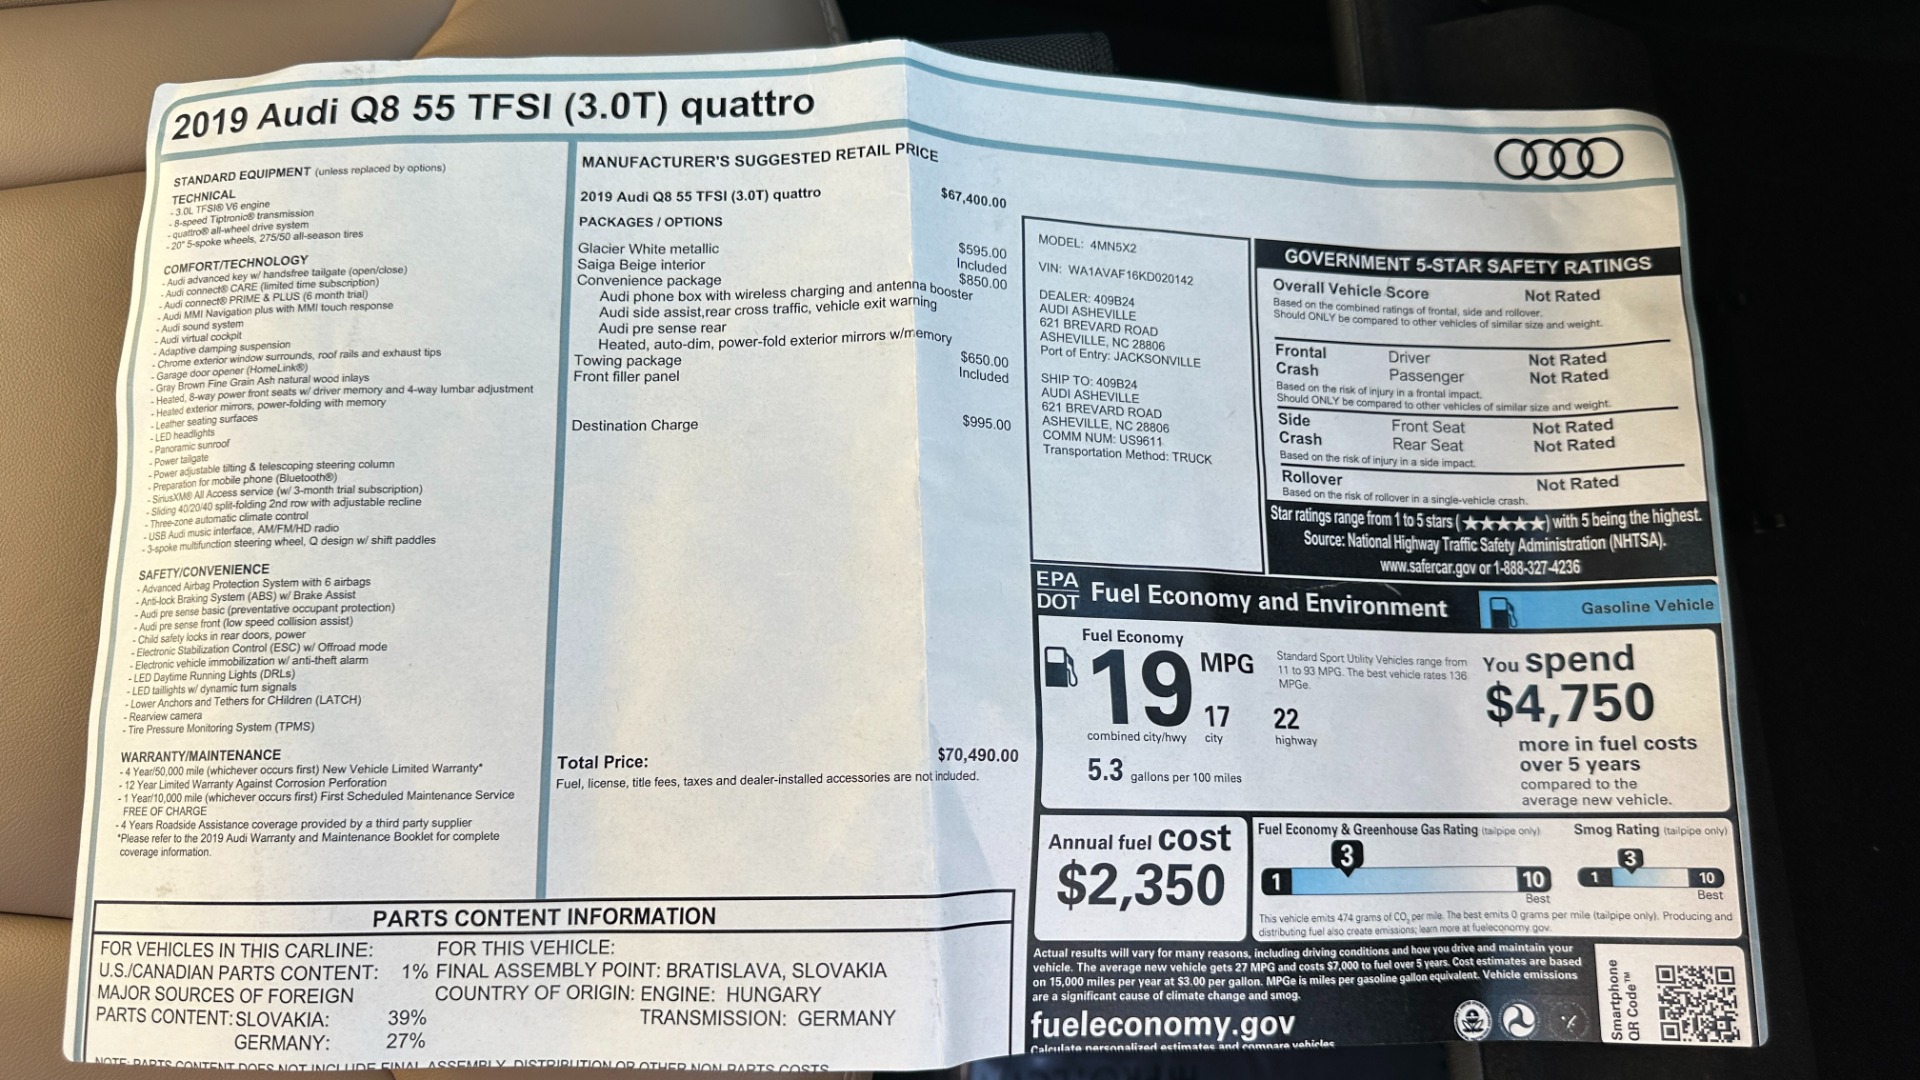 2019 Audi Q8 55 TFSI (3.0T) quattro
STANDARD EQUIPMENT (unless replaced by options)
TECHNICAL
- 3.0L TFSI® V6 engine
- 8-speed Tiptronic® transmission
- quattro® all-wheel drive system
- 20" 5-spoke wheels, 275/50 all-season tires
COMFORT/TECHNOLOGY
- Audi advanced key w/ handsfree tailgate (open/close)
- Audi connect® CARE (limited time subscription)
- Audi connect® PRIME & PLUS (6 month trial)
- Audi MMI Navigation plus with MMI touch response
- Audi sound system
- Audi virtual cockpit
- Adaptive damping suspension
- Chrome exterior window surrounds, roof rails and exhaust tips
- Garage door opener (HomeLink®)
- Gray Brown Fine Grain Ash natural wood inlays
- Heated, 8-way power front seats w/ driver memory and 4-way lumbar adjustment
- Heated exterior mirrors, power-folding with memory
- Leather seating surfaces
- LED headlights
- Panoramic sunroof
- Power tailgate
- Power adjustable tilting & telescoping steering column
- Preparation for mobile phone (Bluetooth®)
- SiriusXM® All Access service (w/ 3-month trial subscription)
- Sliding 40/20/40 split-folding 2nd row with adjustable recline
- Three-zone automatic climate control
- USB Audi music interface, AM/FM/HD radio
- 3-spoke multifunction steering wheel, Q design w/ shift paddles
SAFETY/CONVENIENCE
- Advanced Airbag Protection System with 6 airbags
- Anti-lock Braking System (ABS) w/ Brake Assist
- Audi pre sense basic (preventative occupant protection)
- Audi pre sense front (low speed collision assist)
- Child safety locks in rear doors, power
- Electronic Stabilization Control (ESC) w/ Offroad mode
- Electronic vehicle immobilization w/ anti-theft alarm
- LED Daytime Running Lights (DRLs)
- LED taillights w/ dynamic turn signals
- Lower Anchors and Tethers for CHildren (LATCH)
- Rearview camera
- Tire Pressure Monitoring System (TPMS)
WARRANTY/MAINTENANCE
- 4 Year/50,000 mile (whichever occurs first) New Vehicle Limited Warranty*
- 12 Year Limited Warranty Against Corrosion Perforation
- 1 Year/10,000 mile (whichever occurs first) First Scheduled Maintenance Service
FREE OF CHARGE
- 4 Years Roadside Assistance coverage provided by a third party supplier
*Please refer to the 2019 Audi Warranty and Maintenance Booklet for complete
coverage information.
MANUFACTURER'S SUGGESTED RETAIL PRICE
2019 Audi Q8 55 TFSI (3.0T) quattro $67,400.00
PACKAGES / OPTIONS
Glacier White metallic $595.00
Saiga Beige interior Included
Convenience package $850.00
Audi phone box with wireless charging and antenna booster
Audi side assist,rear cross traffic, vehicle exit warning
Audi pre sense rear
Heated, auto-dim, power-fold exterior mirrors w/memory
Towing package $650.00
Front filler panel Included
Destination Charge $995.00
Total Price: $70,490.00
Fuel, license, title fees, taxes and dealer-installed accessories are not included.
MODEL: 4MN5X2
VIN: WA1AVAF16KD020142
DEALER: 409B24
AUDI ASHEVILLE
621 BREVARD ROAD
ASHEVILLE, NC 28806
Port of Entry: JACKSONVILLE
SHIP TO: 409B24
AUDI ASHEVILLE
621 BREVARD ROAD
ASHEVILLE, NC 28806
COMM NUM: US9611
Transportation Method: TRUCK
GOVERNMENT 5-STAR SAFETY RATINGS
Overall Vehicle Score Not Rated
Based on the combined ratings of frontal, side and rollover.
Should ONLY be compared to other vehicles of similar size and weight.
Frontal Driver Not Rated
Crash Passenger Not Rated
Based on the risk of injury in a frontal impact.
Should ONLY be compared to other vehicles of similar size and weight.
Side Front Seat Not Rated
Crash Rear Seat Not Rated
Based on the risk of injury in a side impact.
Rollover Not Rated
Based on the risk of rollover in a single-vehicle crash.
Star ratings range from 1 to 5 stars (★★★★★) with 5 being the highest.
Source: National Highway Traffic Safety Administration (NHTSA).
www.safercar.gov or 1-888-327-4236
EPA
DOT Fuel Economy and Environment
Gasoline Vehicle
Fuel Economy
19 MPG
combined city/hwy
17
city
22
highway
5.3 gallons per 100 miles
Standard Sport Utility Vehicles range from
11 to 93 MPG. The best vehicle rates 136
MPGe.
You spend
$4,750
more in fuel costs
over 5 years
compared to the
average new vehicle.
Annual fuel cost
$2,350
Fuel Economy & Greenhouse Gas Rating (tailpipe only)
3
1 10
Best
Smog Rating (tailpipe only)
3
1 10
Best
This vehicle emits 474 grams of CO2 per mile. The best emits 0 grams per mile (tailpipe only). Producing and
distributing fuel also create emissions; learn more at fueleconomy.gov.
Actual results will vary for many reasons, including driving conditions and how you drive and maintain your
vehicle. The average new vehicle gets 27 MPG and costs $7,000 to fuel over 5 years. Cost estimates are based
on 15,000 miles per year at $3.00 per gallon. MPGe is miles per gasoline gallon equivalent. Vehicle emissions
are a significant cause of climate change and smog.
fueleconomy.gov
Calculate personalized estimates and compare vehicles
Smartphone
QR Code™
PARTS CONTENT INFORMATION
FOR VEHICLES IN THIS CARLINE:
U.S./CANADIAN PARTS CONTENT: 1%
MAJOR SOURCES OF FOREIGN
PARTS CONTENT: SLOVAKIA: 39%
GERMANY: 27%
FOR THIS VEHICLE:
FINAL ASSEMBLY POINT: BRATISLAVA, SLOVAKIA
COUNTRY OF ORIGIN: ENGINE: HUNGARY
TRANSMISSION: GERMANY
NOTE: PARTS CONTENT DOES NOT INCLUDE FINAL ASSEMBLY, DISTRIBUTION OR OTHER NON PARTS COSTS